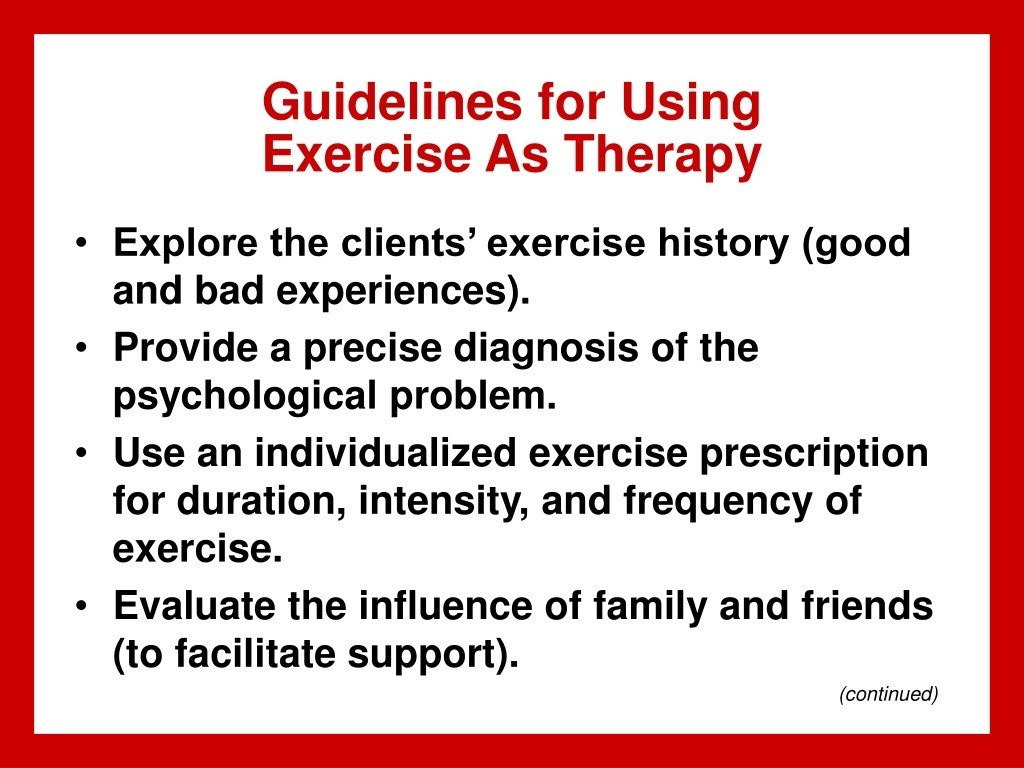 Guidelines for Using
Exercise As Therapy
• Explore the clients’ exercise history (good
and bad experiences).
• Provide a precise diagnosis of the
psychological problem.
• Use an individualized exercise prescription
for duration, intensity, and frequency of
exercise.
• Evaluate the influence of family and friends
(to facilitate support).
(continued)